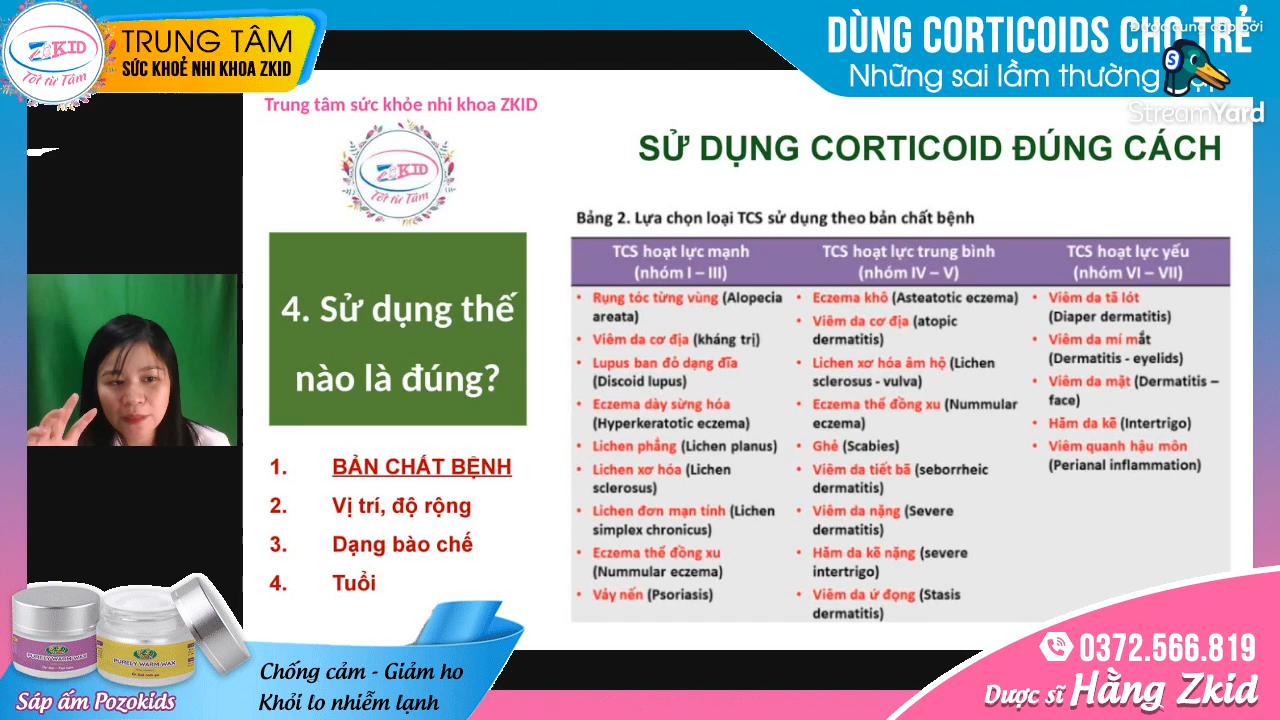 ZKID
Tốt từ Tâm
TRUNG TÂM
SỨC KHOẺ NHI KHOA ZKID
DÙNG CORTICOIDS CHO TRẺ
Những sai lầm thường
Được cung cấp bởi
StreamYard
Trung tâm sức khỏe nhi khoa ZKID
ZKID
Tốt từ Tâm
SỬ DỤNG CORTICOID ĐÚNG CÁCH
4. Sử dụng thế
nào là đúng?
1. BẢN CHẤT BỆNH
2. Vị trí, độ rộng
3. Dạng bào chế
4. Tuổi
Bảng 2. Lựa chọn loại TCS sử dụng theo bản chất bệnh
TCS hoạt lực mạnh
(nhóm I – III)
• Rụng tóc từng vùng (Alopecia
areata)
• Viêm da cơ địa (kháng trị)
• Lupus ban đỏ dạng đĩa
(Discoid lupus)
• Eczema dày sừng hóa
(Hyperkeratotic eczema)
• Lichen phẳng (Lichen planus)
• Lichen xơ hóa (Lichen
sclerosus)
• Lichen đơn mạn tính (Lichen
simplex chronicus)
• Eczema thể đồng xu
(Nummular eczema)
• Vảy nến (Psoriasis)
TCS hoạt lực trung bình
(nhóm IV – V)
• Eczema khô (Asteatotic eczema)
• Viêm da cơ địa (atopic
dermatitis)
• Lichen xơ hóa âm hộ (Lichen
sclerosus - vulva)
• Eczema thể đồng xu (Nummular
eczema)
• Ghẻ (Scabies)
• Viêm da tiết bã (seborrheic
dermatitis)
• Viêm da nặng (Severe
dermatitis)
• Hăm da kẽ nặng (severe
intertrigo)
• Viêm da ứ đọng (Stasis
dermatitis)
TCS hoạt lực yếu
(nhóm VI – VII)
• Viêm da tã lót
(Diaper dermatitis)
• Viêm da mí mắt
(Dermatitis - eyelids)
• Viêm da mặt (Dermatitis –
face)
• Hăm da kẽ (Intertrigo)
• Viêm quanh hậu môn
(Perianal inflammation)
PURELY WARM WAX
PURELY WARM WAX
Sáp ấm Pozokids
Chống cảm - Giảm ho
Khỏi lo nhiễm lạnh
0372.566.819
Dược sĩ Hằng Zkid